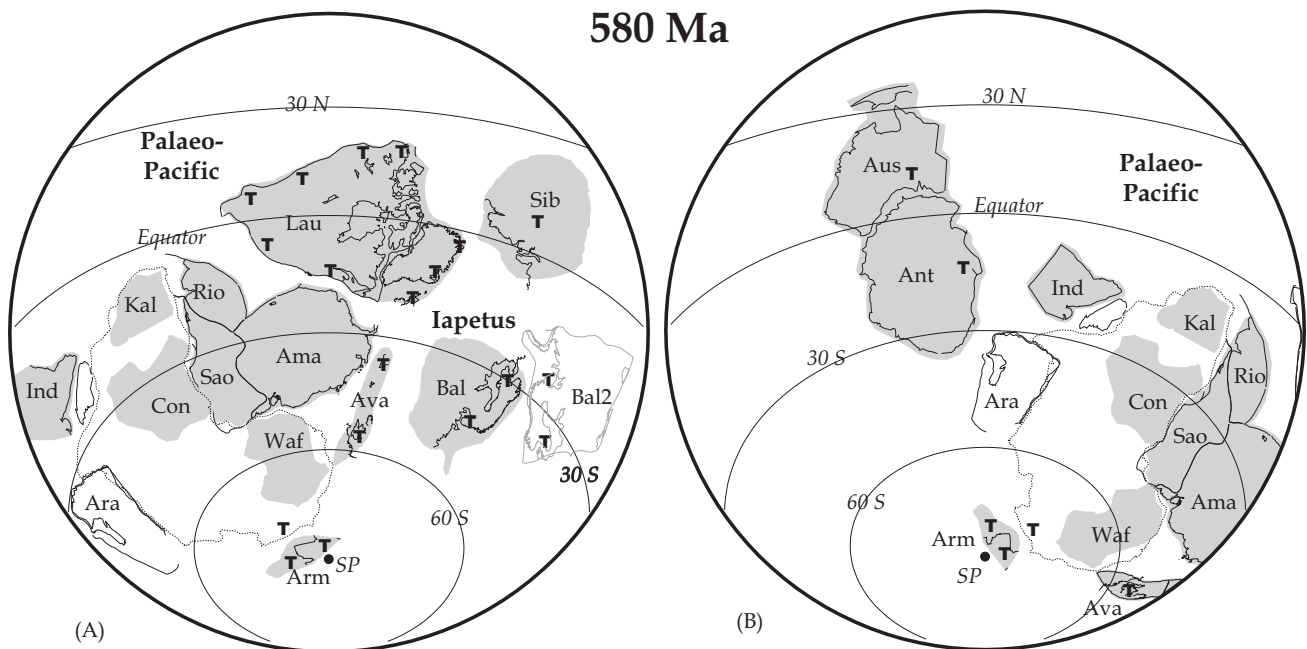 580 Ma
30 N
Palaeo-
Pacific
T
T
T
T
Lau
Sib
T
Equator
T
T
T
T
T
Kal
Rio
Iapetus
Ama
T
Ind
Con
Sao
Ava
Bal
T
T
Bal2
T
T
T
Waf
30 S
Ara
60 S
T
T
T
SP
Arm
(A)
30 N
Aus
T
Palaeo-
Pacific
Equator
Ant
T
Ind
Kal
30 S
Rio
Ara
Con
Sao
60 S
Ama
T
T
Waf
Arm
T
SP
T
Ava
(B)